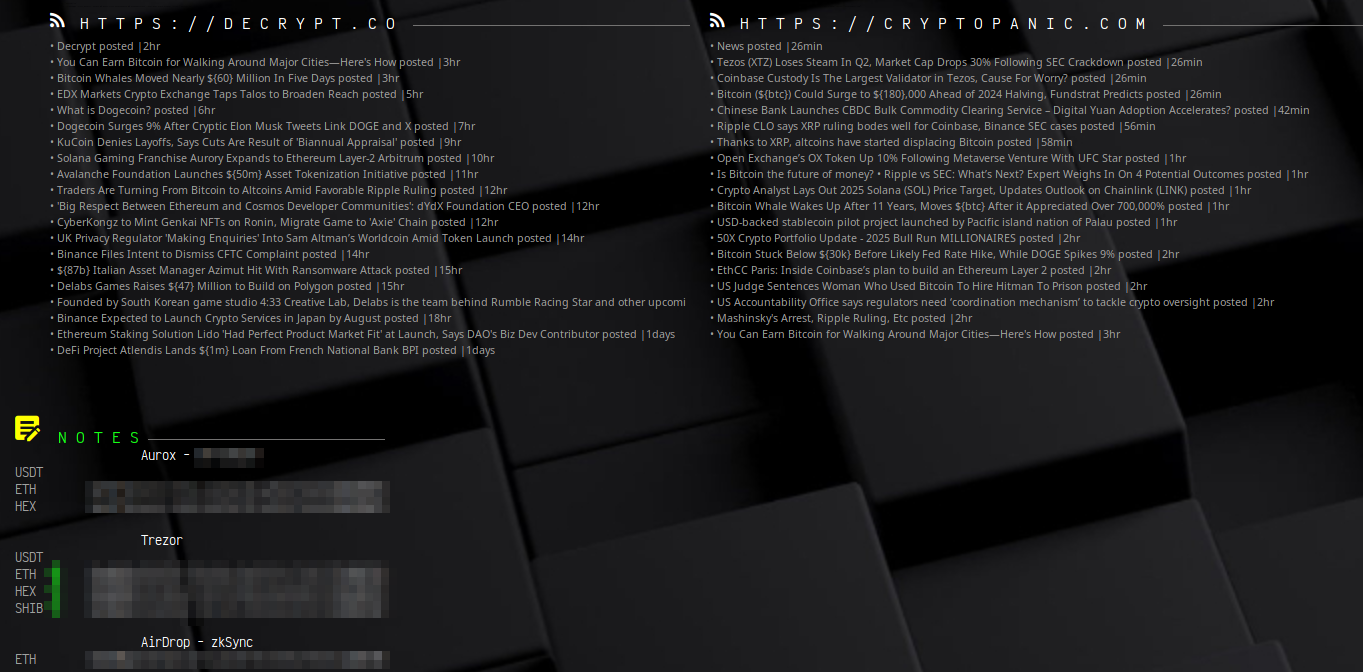 HTTPS://DECRYPT.CO
• Decrypt posted |2hr
• You Can Earn Bitcoin for Walking Around Major Cities—Here's How posted |3hr
• Bitcoin Whales Moved Nearly ${60} Million In Five Days posted |3hr
• EDX Markets Crypto Exchange Taps Talos to Broaden Reach posted |5hr
• What is Dogecoin? posted |6hr
• Dogecoin Surges 9% After Cryptic Elon Musk Tweets Link DOGE and X posted |7hr
• KuCoin Denies Layoffs, Says Cuts Are Result of 'Biannual Appraisal' posted |9hr
• Solana Gaming Franchise Aurory Expands to Ethereum Layer-2 Arbitrum posted |10hr
• Avalanche Foundation Launches ${50m} Asset Tokenization Initiative posted |11hr
• Traders Are Turning From Bitcoin to Altcoins Amid Favorable Ripple Ruling posted |12hr
• 'Big Respect Between Ethereum and Cosmos Developer Communities': dYdX Foundation CEO posted |12hr
• CyberKongz to Mint Genkai NFTs on Ronin, Migrate Game to 'Axie' Chain posted |12hr
• UK Privacy Regulator 'Making Enquiries' Into Sam Altman's Worldcoin Amid Token Launch posted |14hr
• Binance Files Intent to Dismiss CFTC Complaint posted |14hr
• ${87b} Italian Asset Manager Azimut Hit With Ransomware Attack posted |15hr
• Delabs Games Raises ${47} Million to Build on Polygon posted |15hr
• Founded by South Korean game studio 4:33 Creative Lab, Delabs is the team behind Rumble Racing Star and other upcomi
• Binance Expected to Launch Crypto Services in Japan by August posted |18hr
• Ethereum Staking Solution Lido 'Had Perfect Product Market Fit' at Launch, Says DAO's Biz Dev Contributor posted |1days
• DeFi Project Atlendis Lands ${1m} Loan From French National Bank BPI posted |1days
HTTPS://CRYPTOPANIC.COM
• News posted |26min
• Tezos (XTZ) Loses Steam In Q2, Market Cap Drops 30% Following SEC Crackdown posted |26min
• Coinbase Custody Is The Largest Validator in Tezos, Cause For Worry? posted |26min
• Bitcoin (${btc}) Could Surge to ${180},000 Ahead of 2024 Halving, Fundstrat Predicts posted |26min
• Chinese Bank Launches CBDC Bulk Commodity Clearing Service – Digital Yuan Adoption Accelerates? posted |42min
• Ripple CLO says XRP ruling bodes well for Coinbase, Binance SEC cases posted |56min
• Thanks to XRP, altcoins have started displacing Bitcoin posted |58min
• Open Exchange's OX Token Up 10% Following Metaverse Venture With UFC Star posted |1hr
• Is Bitcoin the future of money? • Ripple vs SEC: What's Next? Expert Weighs In On 4 Potential Outcomes posted |1hr
• Crypto Analyst Lays Out 2025 Solana (SOL) Price Target, Updates Outlook on Chainlink (LINK) posted |1hr
• Bitcoin Whale Wakes Up After 11 Years, Moves ${btc} After it Appreciated Over 700,000% posted |1hr
• USD-backed stablecoin pilot project launched by Pacific island nation of Palau posted |1hr
• 50X Crypto Portfolio Update - 2025 Bull Run MILLIONAIRES posted |2hr
• Bitcoin Stuck Below ${30k} Before Likely Fed Rate Hike, While DOGE Spikes 9% posted |2hr
• EthCC Paris: Inside Coinbase's plan to build an Ethereum Layer 2 posted |2hr
• US Judge Sentences Woman Who Used Bitcoin To Hire Hitman To Prison posted |2hr
• US Accountability Office says regulators need 'coordination mechanism' to tackle crypto oversight posted |2hr
• Mashinsky's Arrest, Ripple Ruling, Etc posted |2hr
• You Can Earn Bitcoin for Walking Around Major Cities—Here's How posted |3hr
NOTES
Aurox -
USDT
ETH
HEX
Trezor
USDT
ETH
HEX
SHIB
AirDrop - zkSync
ETH